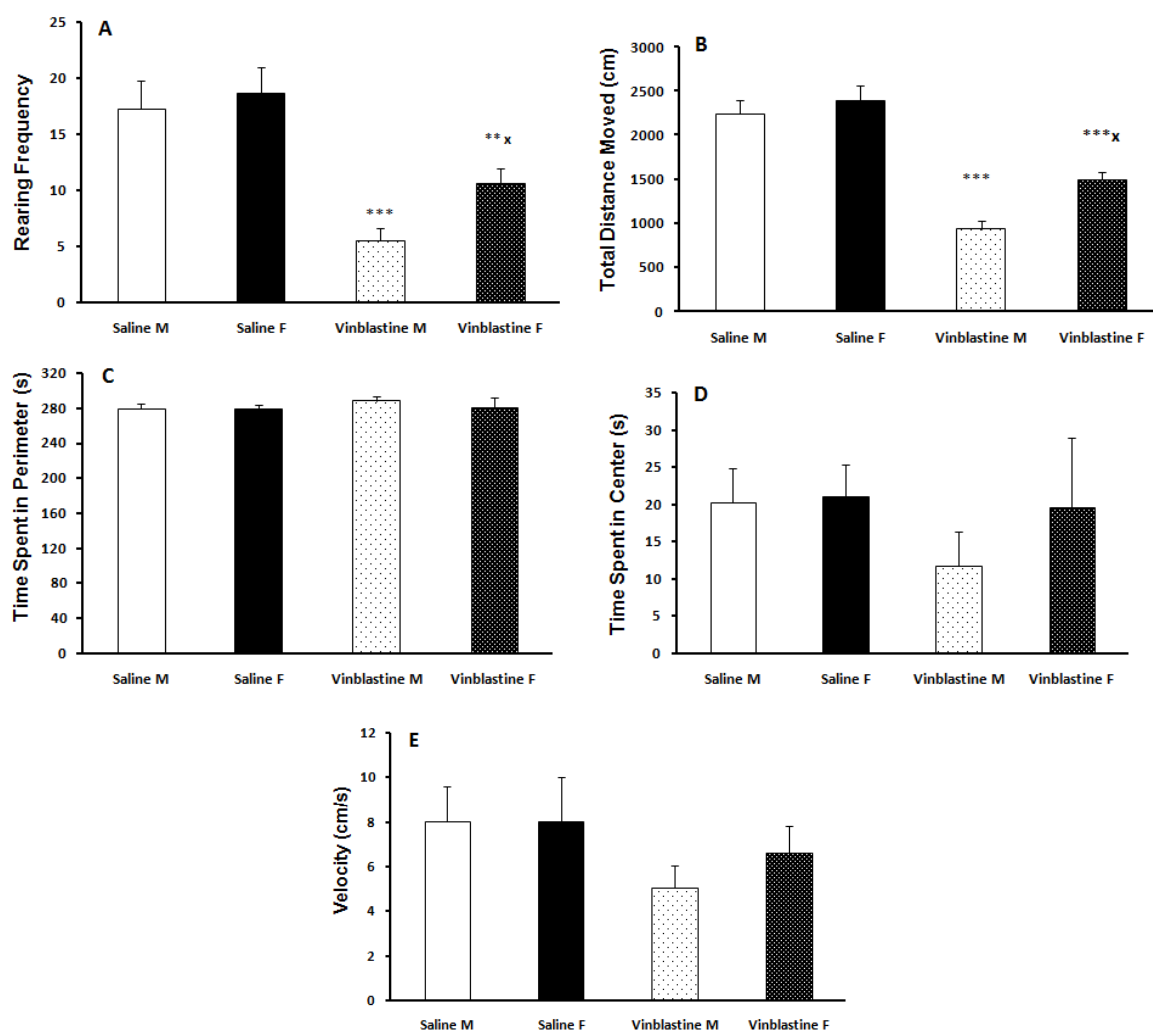 A
Rearing Frequency
25
20
15
10
5
0
***
**x
Saline M Saline F Vinblastine M Vinblastine F
B
Total Distance Moved (cm)
3000
2500
2000
1500
1000
500
0
***
***x
Saline M Saline F Vinblastine M Vinblastine F
C
Time Spent in Perimeter (s)
320
280
240
200
160
120
80
40
0
Saline M Saline F Vinblastine M Vinblastine F
D
Time Spent in Center (s)
35
30
25
20
15
10
5
0
Saline M Saline F Vinblastine M Vinblastine F
E
Velocity (cm/s)
12
10
8
6
4
2
0
Saline M Saline F Vinblastine M Vinblastine F